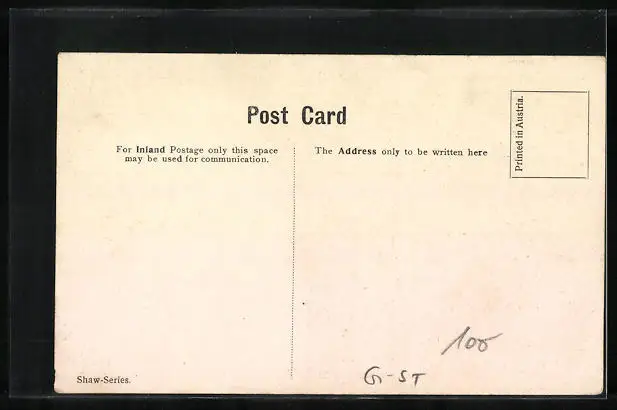 Post Card
For Inland Postage only this space
may be used for communication.
The Address only to be written here
Printed in Austria.
100
G-ST
Shaw-Series.